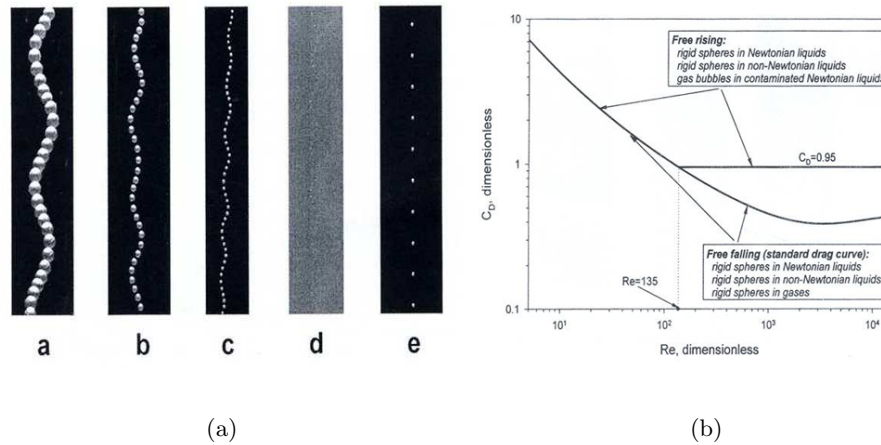 a b c d e
10
1
0.1
C_D, dimensionless
Free rising:
rigid spheres in Newtonian liquids
rigid spheres in non-Newtonian liquids
gas bubbles in contaminated Newtonian liquids
C_D=0.95
Re=135
Free falling (standard drag curve):
rigid spheres in Newtonian liquids
rigid spheres in non-Newtonian liquids
rigid spheres in gases
10¹ 10² 10³ 10⁴
Re, dimensionless
(a) (b)